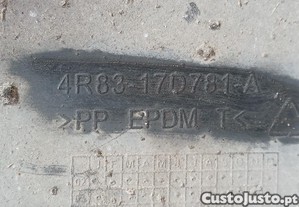 4R83-17D781-A
>PP EPDM T<
CustoJusto.pt